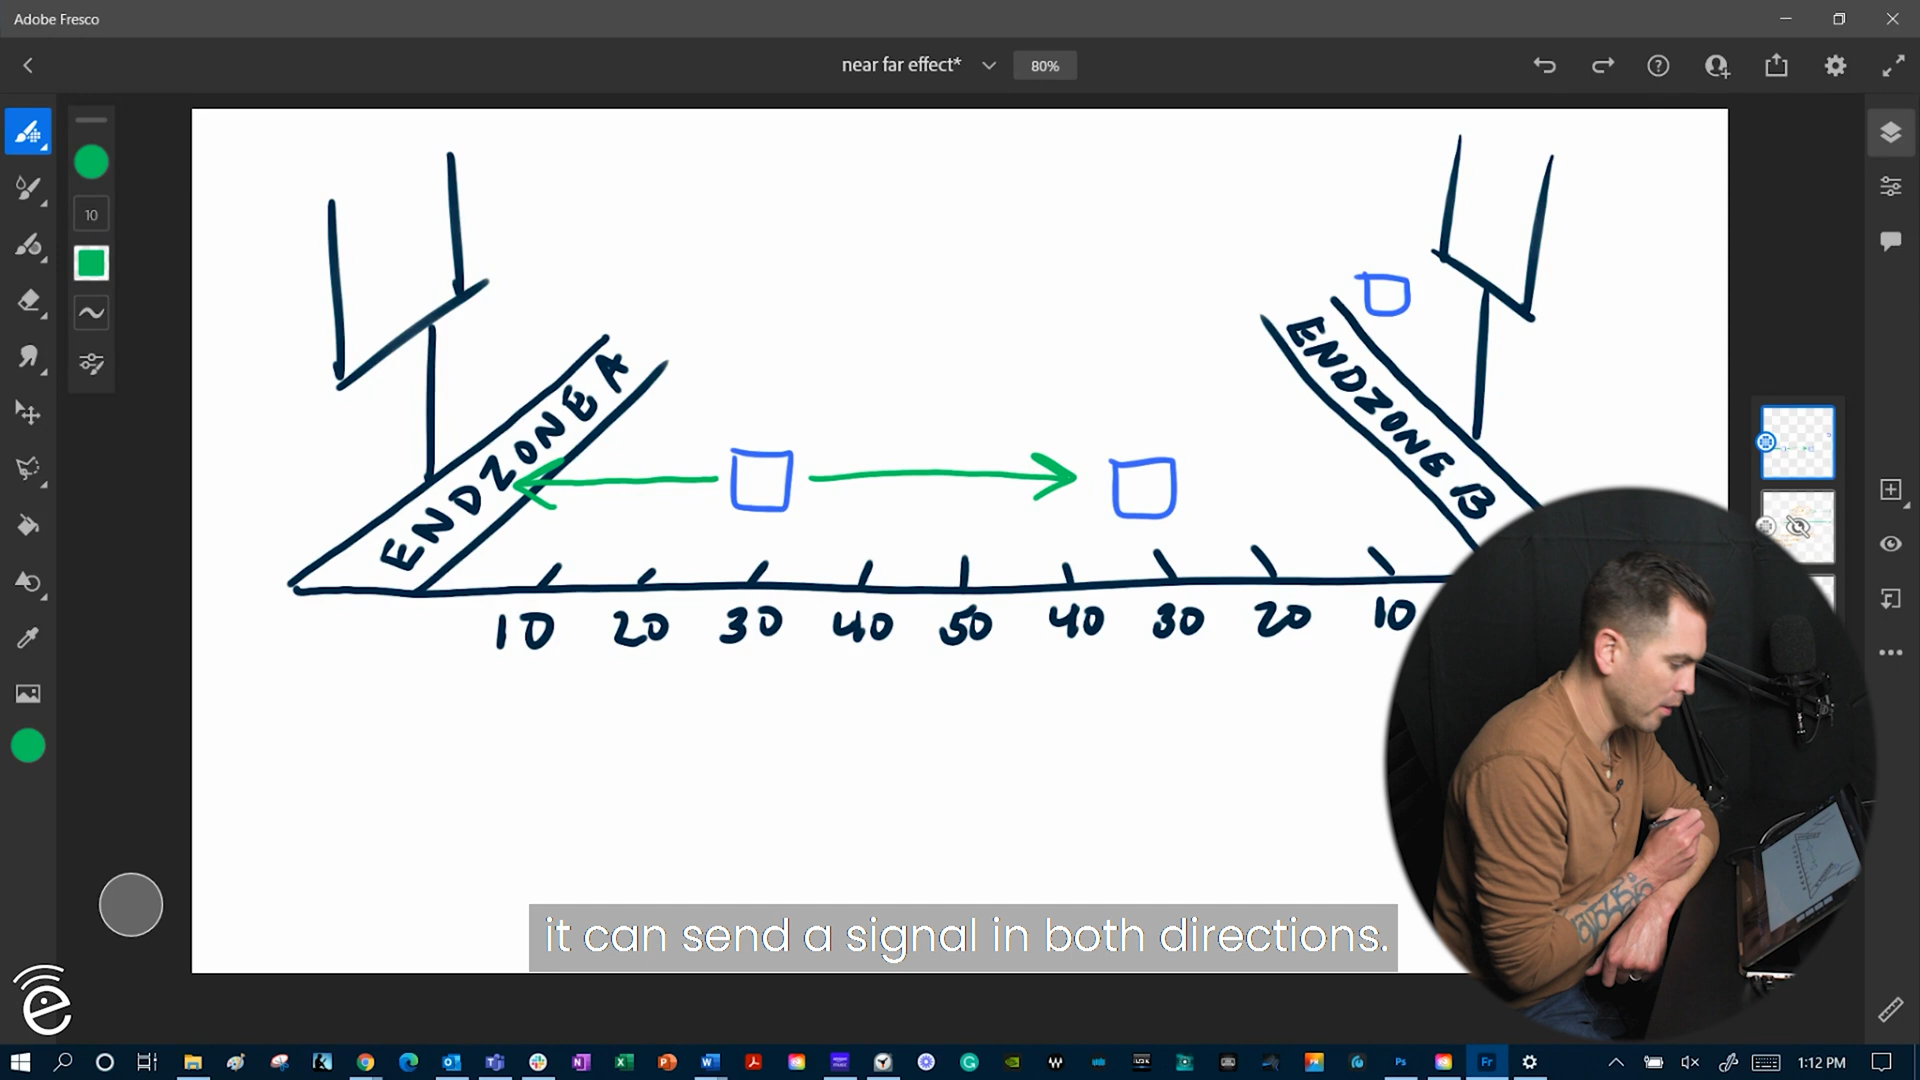 Adobe Fresco
near far effect*
80%
10
ENDZONE A
ENDZONE B
10 20 30 40 50 40 30 20 10
it can send a signal in both directions.
1:12 PM